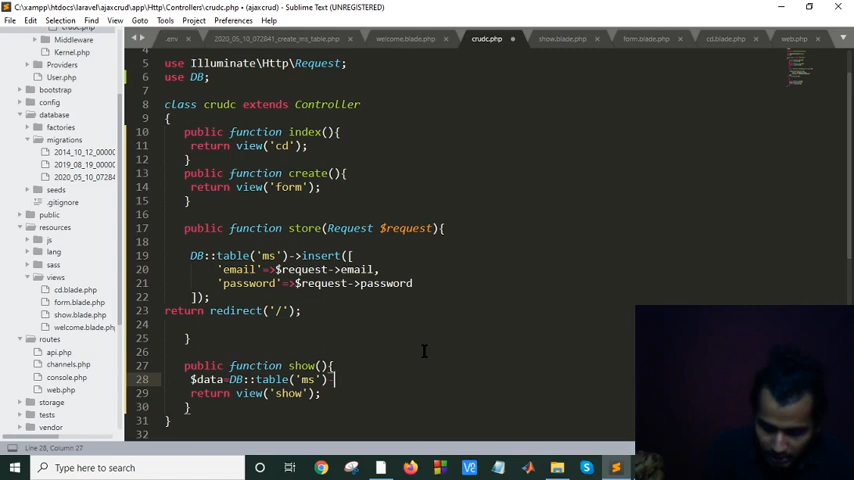 C:\xampp\htdocs\laravel\ajaxcrud\app\Http\Controllers\crudc.php • (ajaxcrud) - Sublime Text (UNREGISTERED)
File Edit Selection Find View Goto Tools Project Preferences Help
.env 2020_05_10_072841_create_ms_table.php welcome.blade.php crudc.php show.blade.php form.blade.php cd.blade.php web.php
crudc.php
Middleware
Kernel.php
Providers
User.php
bootstrap
config
database
factories
migrations
2014_10_12_00000
2019_08_19_00000
2020_05_10_07284
seeds
.gitignore
public
resources
js
lang
sass
views
cd.blade.php
form.blade.php
show.blade.php
welcome.blade.php
routes
api.php
channels.php
console.php
web.php
storage
tests
vendor
4
5 use Illuminate\Http\Request;
6 use DB;
7
8 class crudc extends Controller
9 {
10 public function index(){
11 return view('cd');
12 }
13 public function create(){
14 return view('form');
15 }
16
17 public function store(Request $request){
18
19 DB::table('ms')->insert([
20 'email'=>$request->email,
21 'password'=>$request->password
22 ]);
23 return redirect('/');
24
25 }
26
27 public function show(){
28 $data=DB::table('ms')-
29 return view('show');
30 }
31 }
32
Line 28, Column 27
Type here to search